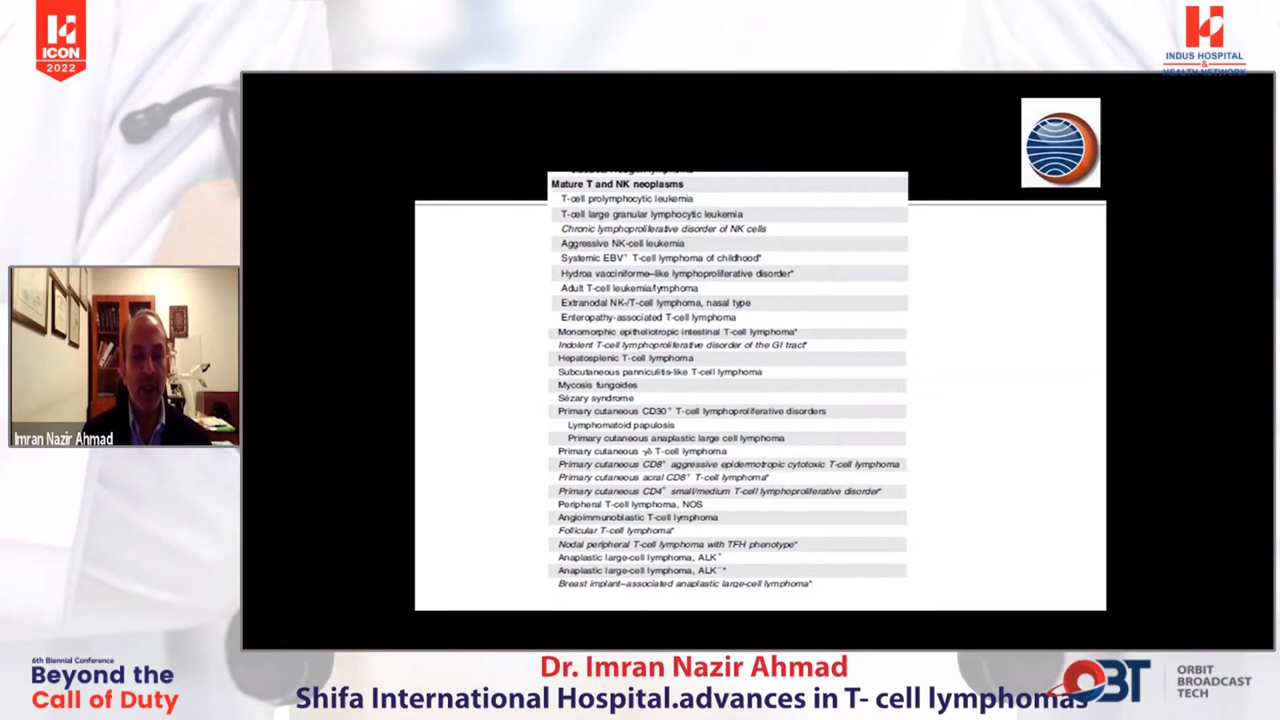 ICON
2022
INDUS HOSPITAL
&
HEALTH NETWORK
Mature T and NK neoplasms
T-cell prolymphocytic leukemia
T-cell large granular lymphocytic leukemia
Chronic lymphoproliferative disorder of NK cells
Aggressive NK-cell leukemia
Systemic EBV⁺ T-cell lymphoma of childhood*
Hydroa vacciniforme–like lymphoproliferative disorder*
Adult T-cell leukemia/lymphoma
Extranodal NK-/T-cell lymphoma, nasal type
Enteropathy-associated T-cell lymphoma
Monomorphic epitheliotropic intestinal T-cell lymphoma*
Indolent T-cell lymphoproliferative disorder of the GI tract*
Hepatosplenic T-cell lymphoma
Subcutaneous panniculitis-like T-cell lymphoma
Mycosis fungoides
Sézary syndrome
Primary cutaneous CD30⁺ T-cell lymphoproliferative disorders
Lymphomatoid papulosis
Primary cutaneous anaplastic large cell lymphoma
Primary cutaneous γδ T-cell lymphoma
Primary cutaneous CD8⁺ aggressive epidermotropic cytotoxic T-cell lymphoma
Primary cutaneous acral CD8⁺ T-cell lymphoma*
Primary cutaneous CD4⁺ small/medium T-cell lymphoproliferative disorder*
Peripheral T-cell lymphoma, NOS
Angioimmunoblastic T-cell lymphoma
Follicular T-cell lymphoma*
Nodal peripheral T-cell lymphoma with TFH phenotype*
Anaplastic large-cell lymphoma, ALK⁺
Anaplastic large-cell lymphoma, ALK⁻*
Breast implant–associated anaplastic large-cell lymphoma*
Imran Nazir Ahmad
6th Biennial Conference
Beyond the
Call of Duty
Dr. Imran Nazir Ahmad
Shifa International Hospital.advances in T- cell lymphomas
OBT
ORBIT
BROADCAST
TECH